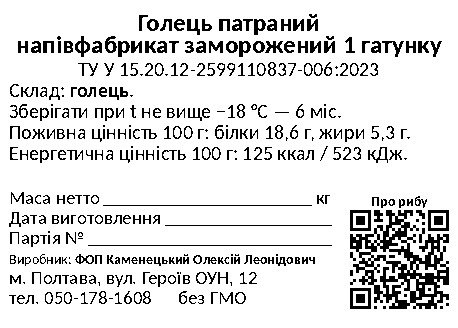 Голець патраний
напівфабрикат заморожений 1 гатунку
ТУ У 15.20.12-2599110837-006:2023
Склад: голець.
Зберігати при t не вище −18 °C — 6 міс.
Поживна цінність 100 г: білки 18,6 г, жири 5,3 г.
Енергетична цінність 100 г: 125 ккал / 523 кДж.
Маса нетто ______________________ кг
Про рибу
Дата виготовлення __________________
Партія № __________________________
Виробник: ФОП Каменецький Олексій Леонідович
м. Полтава, вул. Героїв ОУН, 12
тел. 050-178-1608 без ГМО